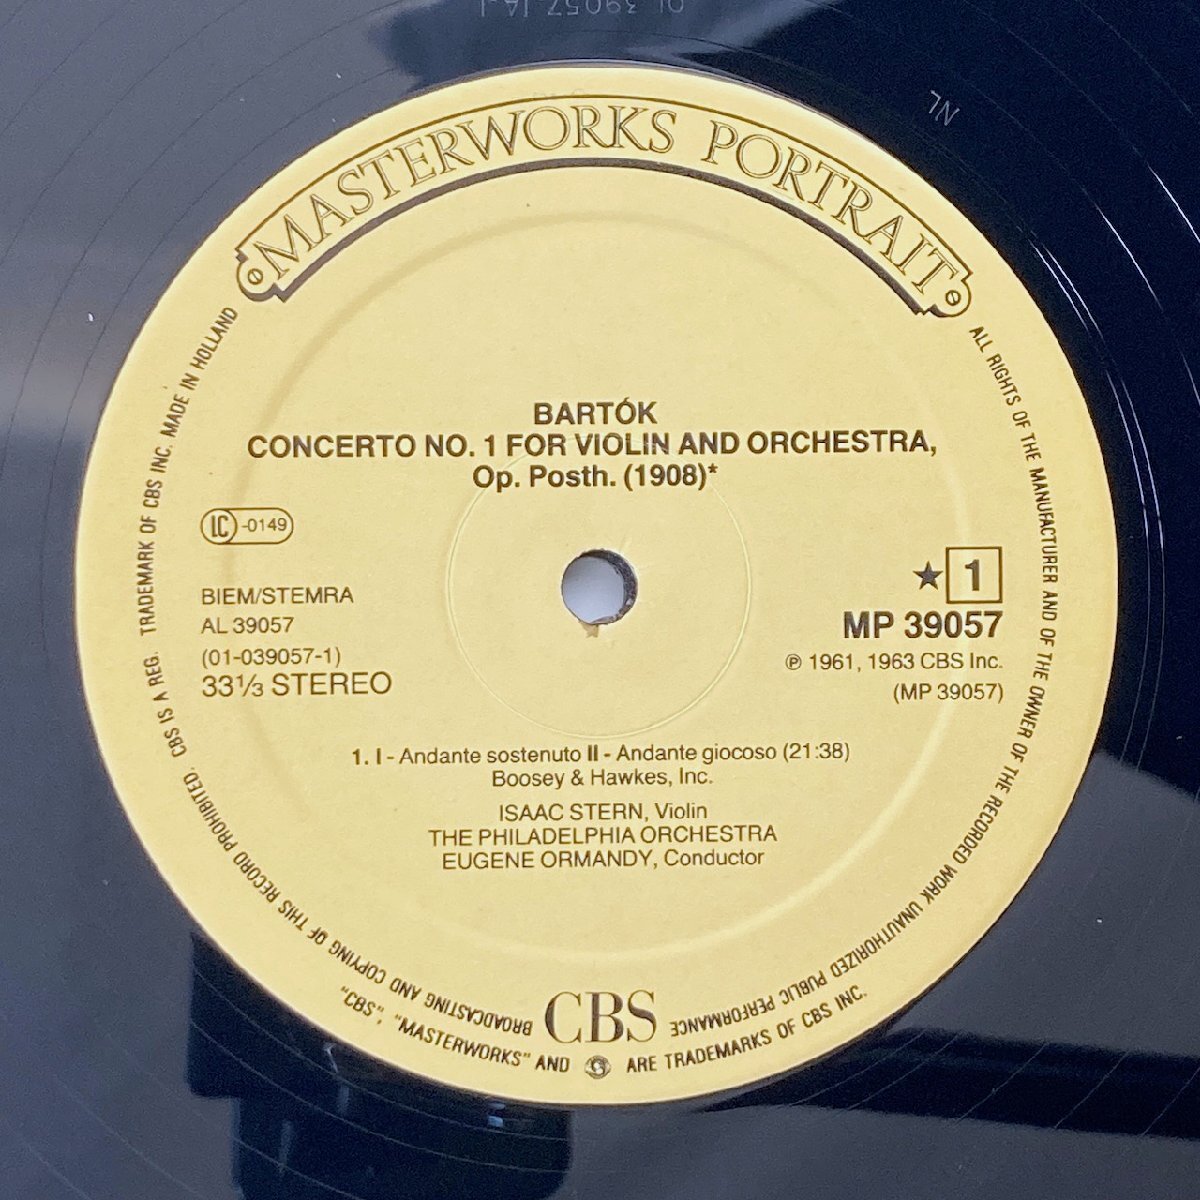 AL 39057 1A J
NL
MASTERWORKS PORTRAIT
BARTÓK
CONCERTO NO. 1 FOR VIOLIN AND ORCHESTRA,
Op. Posth. (1908)*
LC -0149
BIEM/STEMRA
AL 39057
(01-039057-1)
33⅓ STEREO
★ 1
MP 39057
℗ 1961, 1963 CBS Inc.
(MP 39057)
1. I - Andante sostenuto II - Andante giocoso (21:38)
Boosey & Hawkes, Inc.
ISAAC STERN, Violin
THE PHILADELPHIA ORCHESTRA
EUGENE ORMANDY, Conductor
ALL RIGHTS OF THE MANUFACTURER AND OF THE OWNER OF THE RECORDED WORK UNAUTHORIZED PUBLIC PERFORMANCE
CBS
BROADCASTING AND COPYING OF THIS RECORD PROHIBITED. CBS IS A REG. TRADEMARK OF CBS INC. MADE IN HOLLAND
"CBS", "MASTERWORKS" AND ARE TRADEMARKS OF CBS INC.